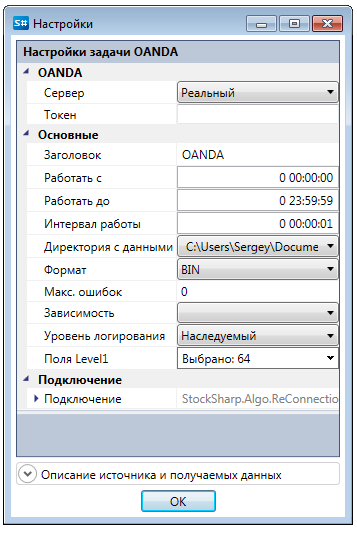 S# Настройки
Настройки задачи OANDA
OANDA
Сервер Реальный
Токен
Основные
Заголовок OANDA
Работать с 0 00:00:00
Работать до 0 23:59:59
Интервал работы 0 00:00:01
Директория с данными C:\Users\Sergey\Docume
Формат BIN
Макс. ошибок 0
Зависимость
Уровень логирования Наследуемый
Поля Level1 Выбрано: 64
Подключение
Подключение StockSharp.Algo.ReConnectio
Описание источника и получаемых данных
OK